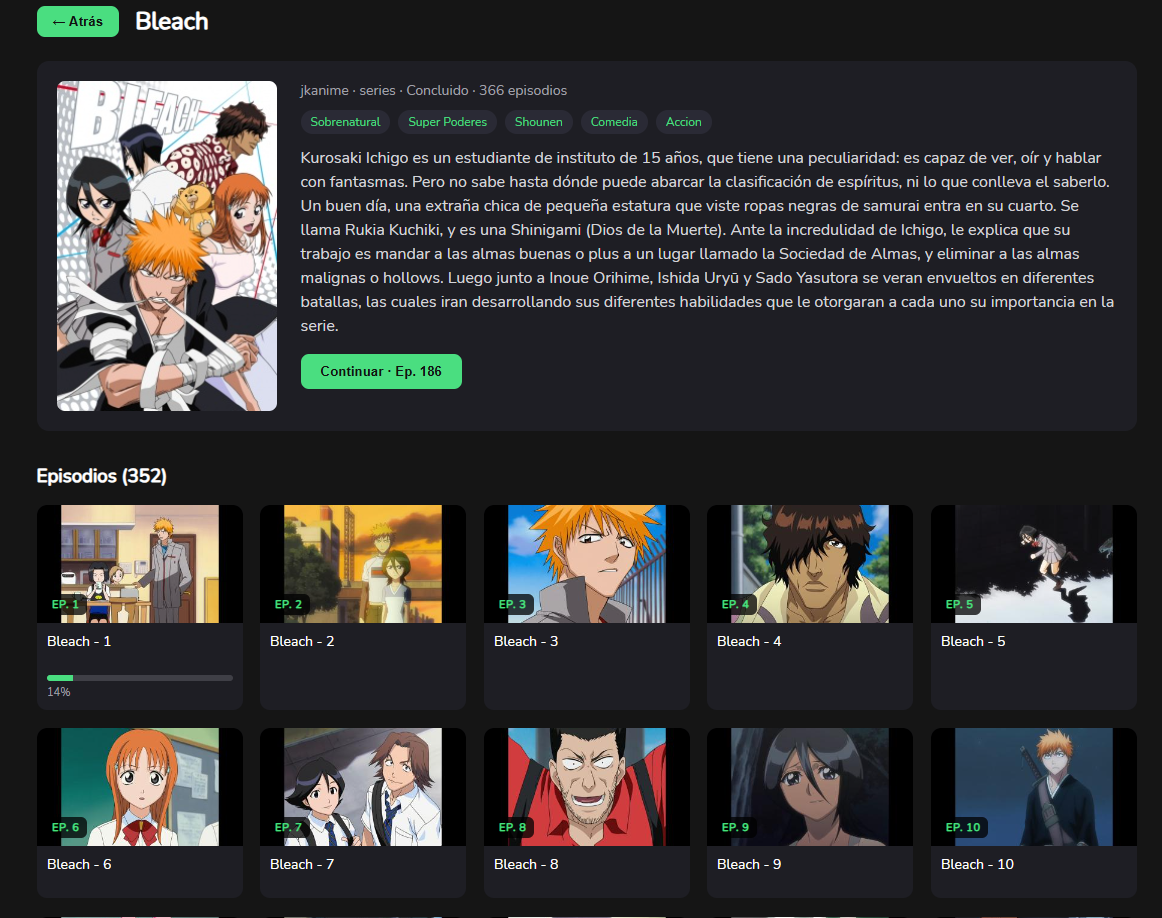 ← Atrás
Bleach
BLEACH
jkanime · series · Concluido · 366 episodios
Sobrenatural
Super Poderes
Shounen
Comedia
Accion
Kurosaki Ichigo es un estudiante de instituto de 15 años, que tiene una peculiaridad: es capaz de ver, oír y hablar
con fantasmas. Pero no sabe hasta dónde puede abarcar la clasificación de espíritus, ni lo que conlleva el saberlo.
Un buen día, una extraña chica de pequeña estatura que viste ropas negras de samurai entra en su cuarto. Se
llama Rukia Kuchiki, y es una Shinigami (Dios de la Muerte). Ante la incredulidad de Ichigo, le explica que su
trabajo es mandar a las almas buenas o plus a un lugar llamado la Sociedad de Almas, y eliminar a las almas
malignas o hollows. Luego junto a Inoue Orihime, Ishida Uryū y Sado Yasutora se veran envueltos en diferentes
batallas, las cuales iran desarrollando sus diferentes habilidades que le otorgaran a cada uno su importancia en la
serie.
Continuar · Ep. 186
Episodios (352)
EP. 1
EP. 2
EP. 3
EP. 4
EP. 5
Bleach - 1
Bleach - 2
Bleach - 3
Bleach - 4
Bleach - 5
14%
EP. 6
EP. 7
EP. 8
EP. 9
EP. 10
Bleach - 6
Bleach - 7
Bleach - 8
Bleach - 9
Bleach - 10